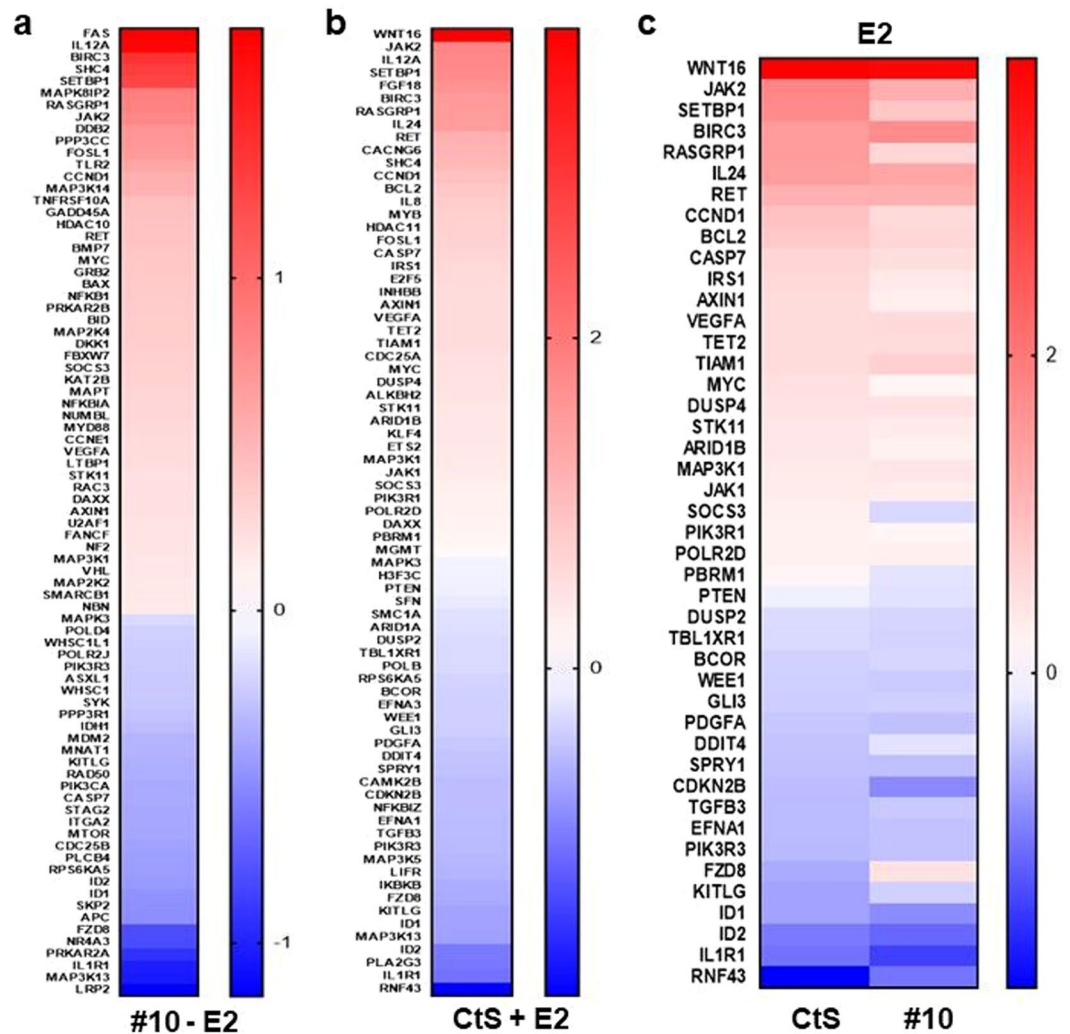 a
FAS
IL12A
BIRC3
SHC4
SETBP1
MAPK8IP2
RASGRP1
JAK2
DDB2
PPP3CC
FOSL1
TLR2
CCND1
MAP3K14
TNFRSF10A
GADD45A
HDAC10
RET
BMP7
MYC
GRB2
BAX
NFKB1
PRKAR2B
BID
MAP2K4
DKK1
FBXW7
SOCS3
KAT2B
MAPT
NFKBIA
NUMBL
MYD88
CCNE1
VEGFA
LTBP1
STK11
RAC3
DAXX
AXIN1
U2AF1
FANCF
NF2
MAP3K1
VHL
MAP2K2
SMARCB1
NBN
MAPK3
POLD4
WHSC1L1
POLR2J
PIK3R3
ASXL1
WHSC1
SYK
PPP3R1
IDH1
MDM2
MNAT1
KITLG
RAD50
PIK3CA
CASP7
STAG2
ITGA2
MTOR
CDC25B
PLCB4
RPS6KA5
ID2
ID1
SKP2
APC
FZD8
NR4A3
PRKAR2A
IL1R1
MAP3K13
LRP2
1
0
-1
#10 - E2
b
WNT16
JAK2
IL12A
SETBP1
FGF18
BIRC3
RASGRP1
IL24
RET
CACNG6
SHC4
CCND1
BCL2
IL8
MYB
HDAC11
FOSL1
CASP7
IRS1
E2F5
INHBB
AXIN1
VEGFA
TET2
TIAM1
CDC25A
MYC
DUSP4
ALKBH2
STK11
ARID1B
KLF4
ETS2
MAP3K1
JAK1
SOCS3
PIK3R1
POLR2D
DAXX
PBRM1
MGMT
MAPK3
H3F3C
PTEN
SFN
SMC1A
ARID1A
DUSP2
TBL1XR1
POLB
RPS6KA5
BCOR
EFNA3
WEE1
GLI3
PDGFA
DDIT4
SPRY1
CAMK2B
CDKN2B
NFKBIZ
EFNA1
TGFB3
PIK3R3
MAP3K5
LIFR
IKBKB
FZD8
KITLG
ID1
MAP3K13
ID2
PLA2G3
IL1R1
RNF43
2
0
CtS + E2
c
E2
WNT16
JAK2
SETBP1
BIRC3
RASGRP1
IL24
RET
CCND1
BCL2
CASP7
IRS1
AXIN1
VEGFA
TET2
TIAM1
MYC
DUSP4
STK11
ARID1B
MAP3K1
JAK1
SOCS3
PIK3R1
POLR2D
PBRM1
PTEN
DUSP2
TBL1XR1
BCOR
WEE1
GLI3
PDGFA
DDIT4
SPRY1
CDKN2B
TGFB3
EFNA1
PIK3R3
FZD8
KITLG
ID1
ID2
IL1R1
RNF43
2
0
CtS #10